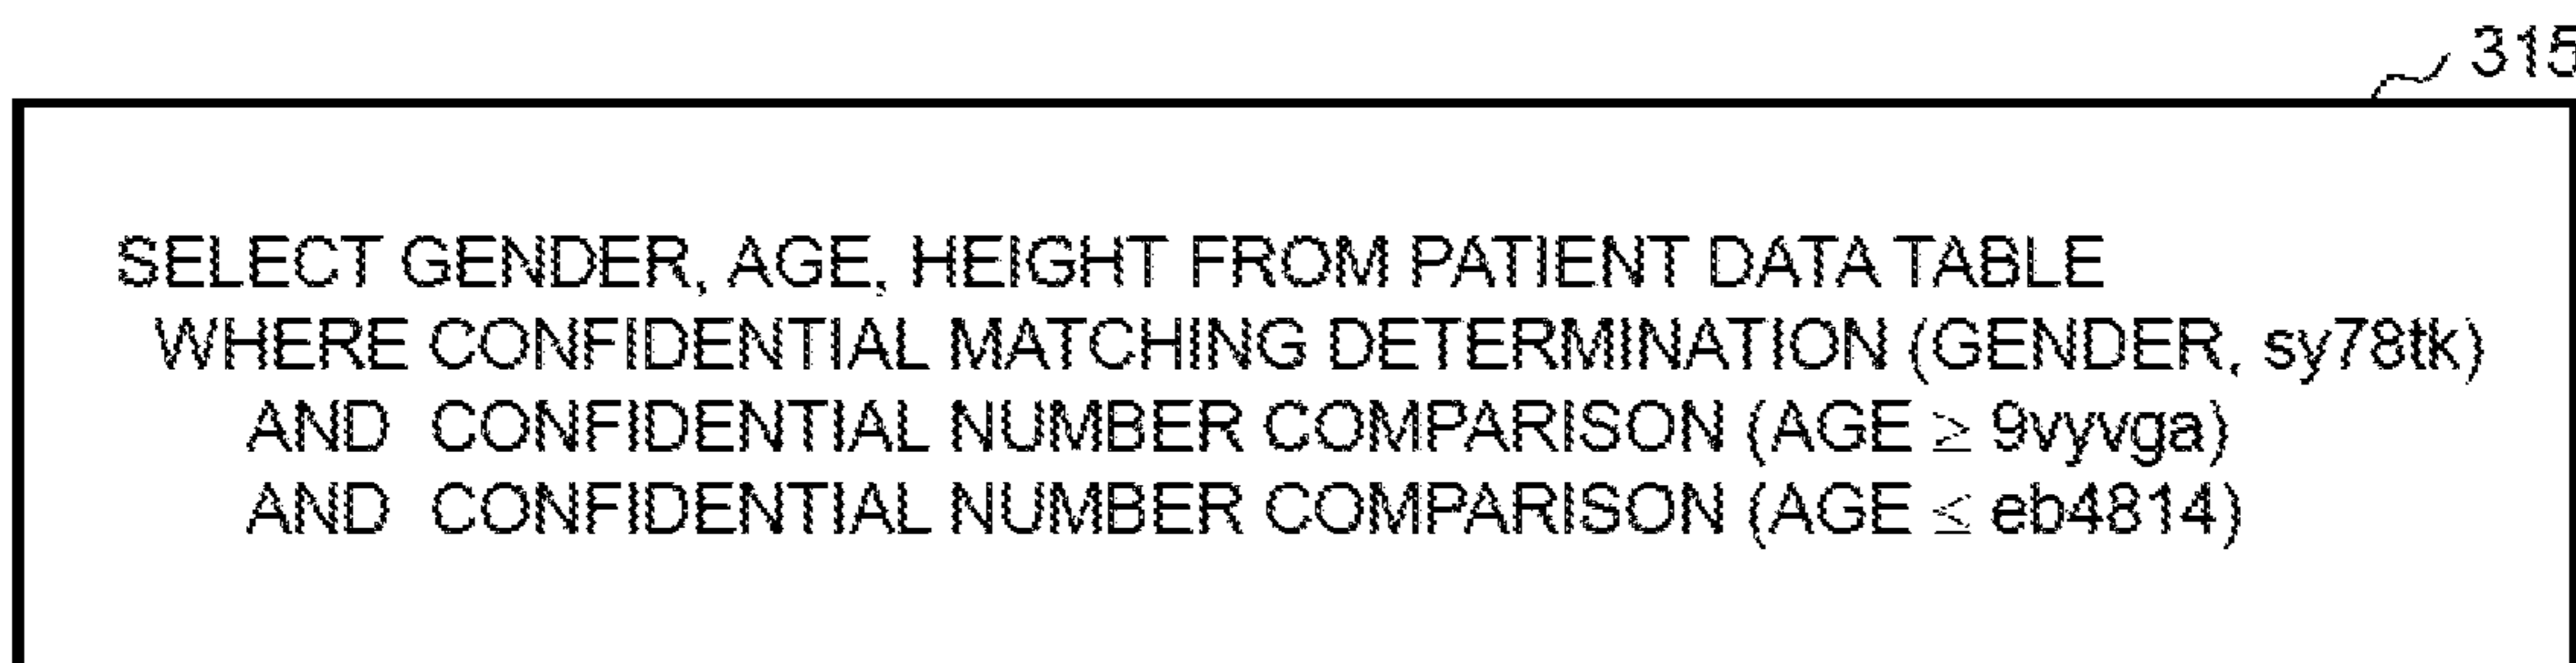 315
SELECT GENDER, AGE, HEIGHT FROM PATIENT DATA TABLE
WHERE CONFIDENTIAL MATCHING DETERMINATION (GENDER, sy78tk)
AND CONFIDENTIAL NUMBER COMPARISON (AGE ≥ 9vyvga)
AND CONFIDENTIAL NUMBER COMPARISON (AGE ≤ eb4814)